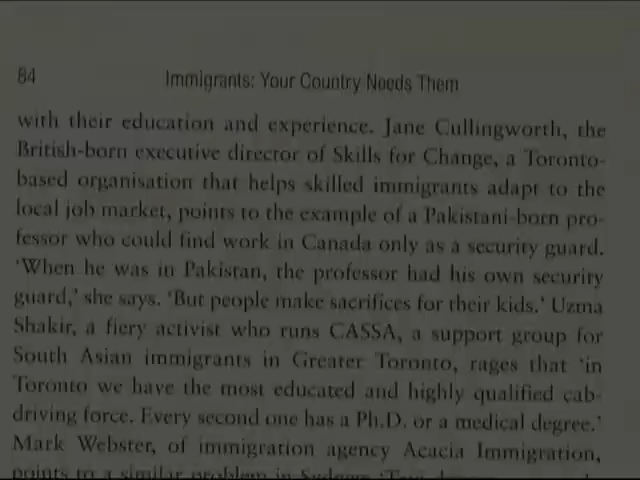 84
Immigrants: Your Country Needs Them
with their education and experience. Jane Cullingworth, the
British-born executive director of Skills for Change, a Toronto-
based organisation that helps skilled immigrants adapt to the
local job market, points to the example of a Pakistani-born pro-
fessor who could find work in Canada only as a security guard.
‘When he was in Pakistan, the professor had his own security
guard,’ she says. ‘But people make sacrifices for their kids.’ Uzma
Shakir, a fiery activist who runs CASSA, a support group for
South Asian immigrants in Greater Toronto, rages that ‘in
Toronto we have the most educated and highly qualified cab-
driving force. Every second one has a Ph.D. or a medical degree.’
Mark Webster, of immigration agency Acacia Immigration,
points to a similar problem in Sydney